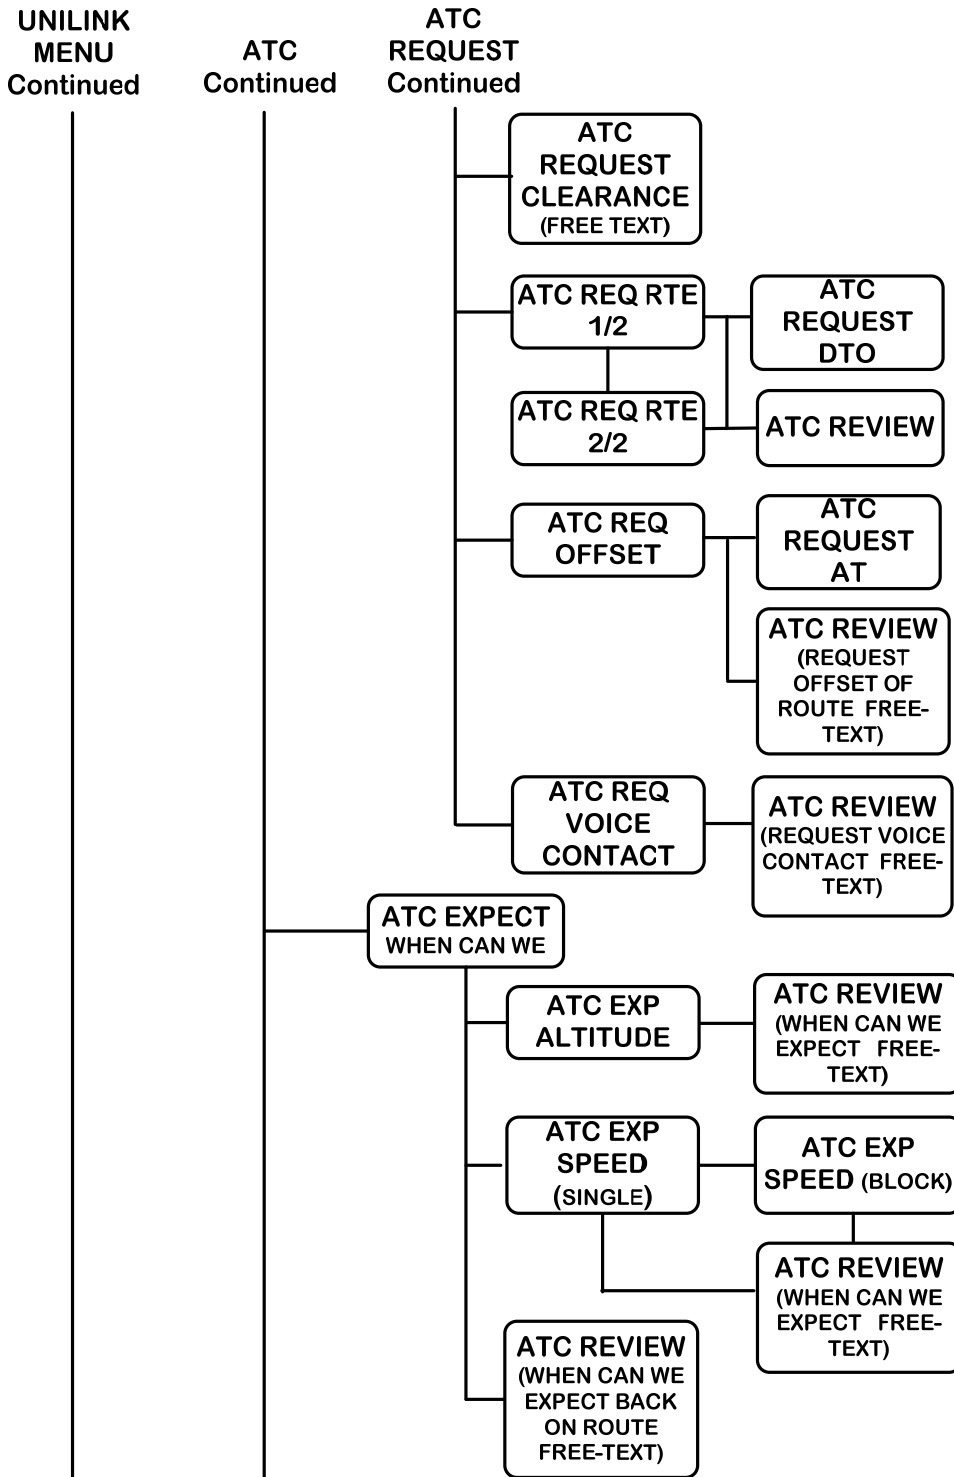 UNILINK
MENU
Continued
ATC
Continued
ATC
REQUEST
Continued
ATC
REQUEST
CLEARANCE
(FREE TEXT)
ATC REQ RTE
1/2
ATC
REQUEST
DTO
ATC REQ RTE
2/2
ATC REVIEW
ATC REQ
OFFSET
ATC
REQUEST
AT
ATC REVIEW
(REQUEST
OFFSET OF
ROUTE FREE-
TEXT)
ATC REQ
VOICE
CONTACT
ATC REVIEW
(REQUEST VOICE
CONTACT FREE-
TEXT)
ATC EXPECT
WHEN CAN WE
ATC EXP
ALTITUDE
ATC REVIEW
(WHEN CAN WE
EXPECT FREE-
TEXT)
ATC EXP
SPEED
(SINGLE)
ATC EXP
SPEED (BLOCK)
ATC REVIEW
(WHEN CAN WE
EXPECT FREE-
TEXT)
ATC REVIEW
(WHEN CAN WE
EXPECT BACK
ON ROUTE
FREE-TEXT)